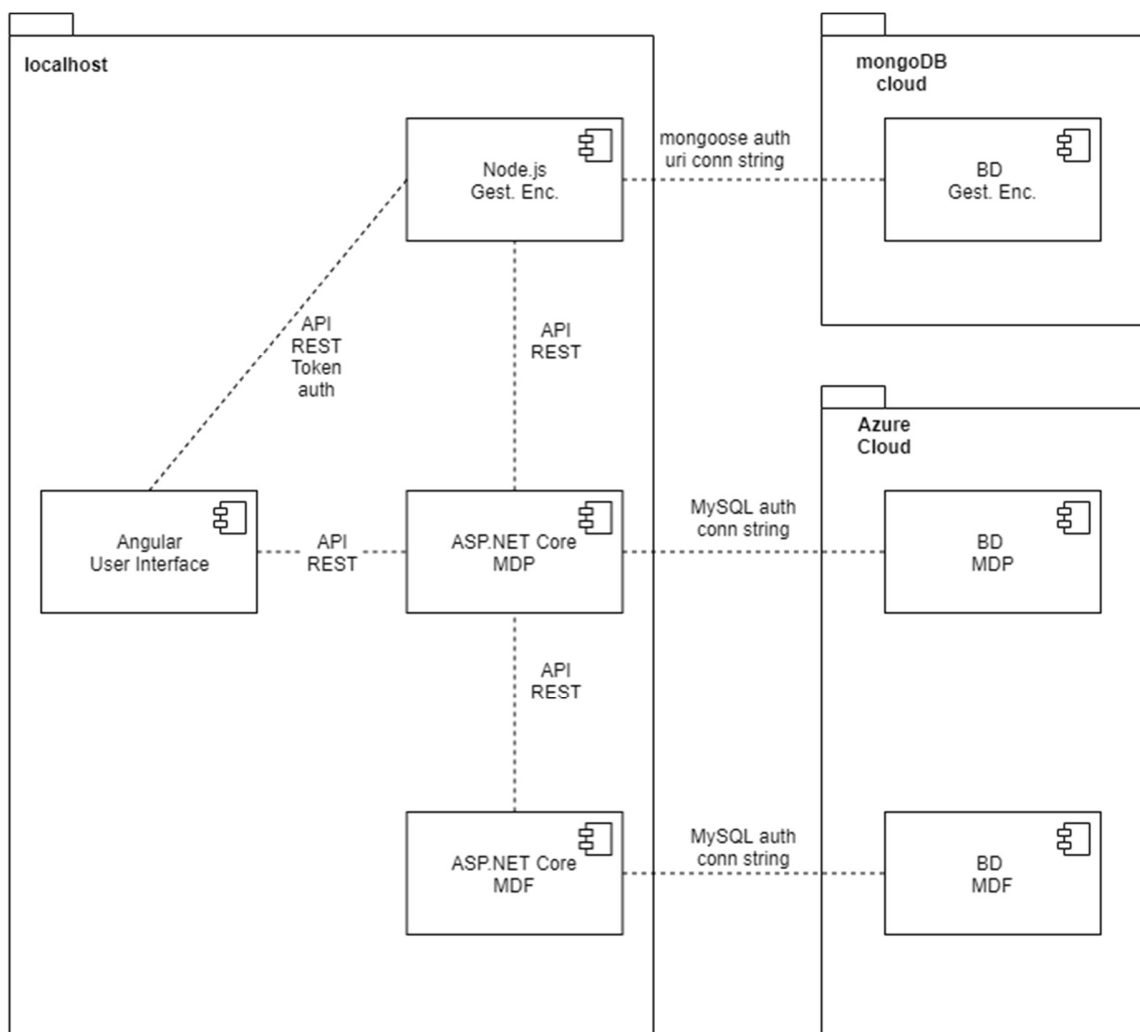 localhost
mongoDB
cloud
Node.js
Gest. Enc.
mongoose auth
uri conn string
BD
Gest. Enc.
API
REST
Token
auth
API
REST
Azure
Cloud
Angular
User Interface
API
REST
ASP.NET Core
MDP
MySQL auth
conn string
BD
MDP
API
REST
ASP.NET Core
MDF
MySQL auth
conn string
BD
MDF